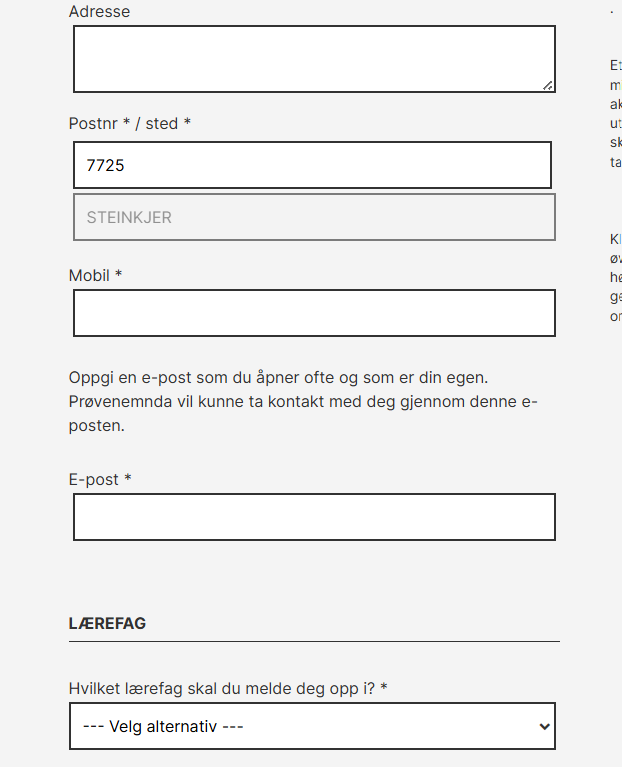 Adresse
Postnr * / sted *
7725
STEINKJER
Mobil *
Oppgi en e-post som du åpner ofte og som er din egen.
Prøvenemnda vil kunne ta kontakt med deg gjennom denne e-
posten.
E-post *
LÆREFAG
Hvilket lærefag skal du melde deg opp i? *
--- Velg alternativ ---